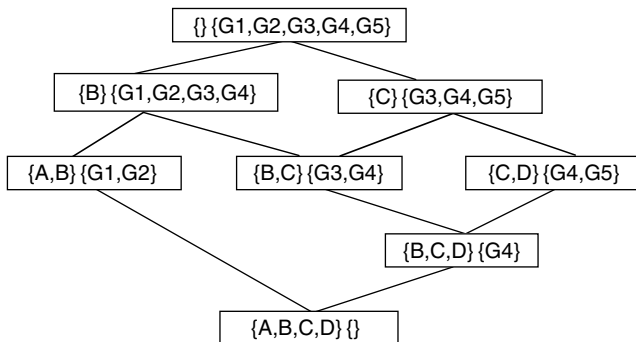 {} {G1,G2,G3,G4,G5}
{B} {G1,G2,G3,G4}
{C} {G3,G4,G5}
{A,B} {G1,G2}
{B,C} {G3,G4}
{C,D} {G4,G5}
{B,C,D} {G4}
{A,B,C,D} {}